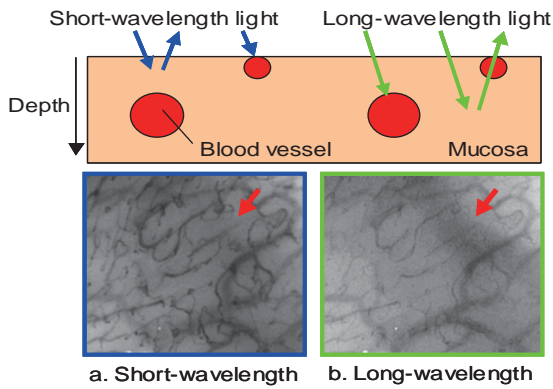 Short-wavelength light
Long-wavelength light
Depth
Blood vessel
Mucosa
a. Short-wavelength
b. Long-wavelength